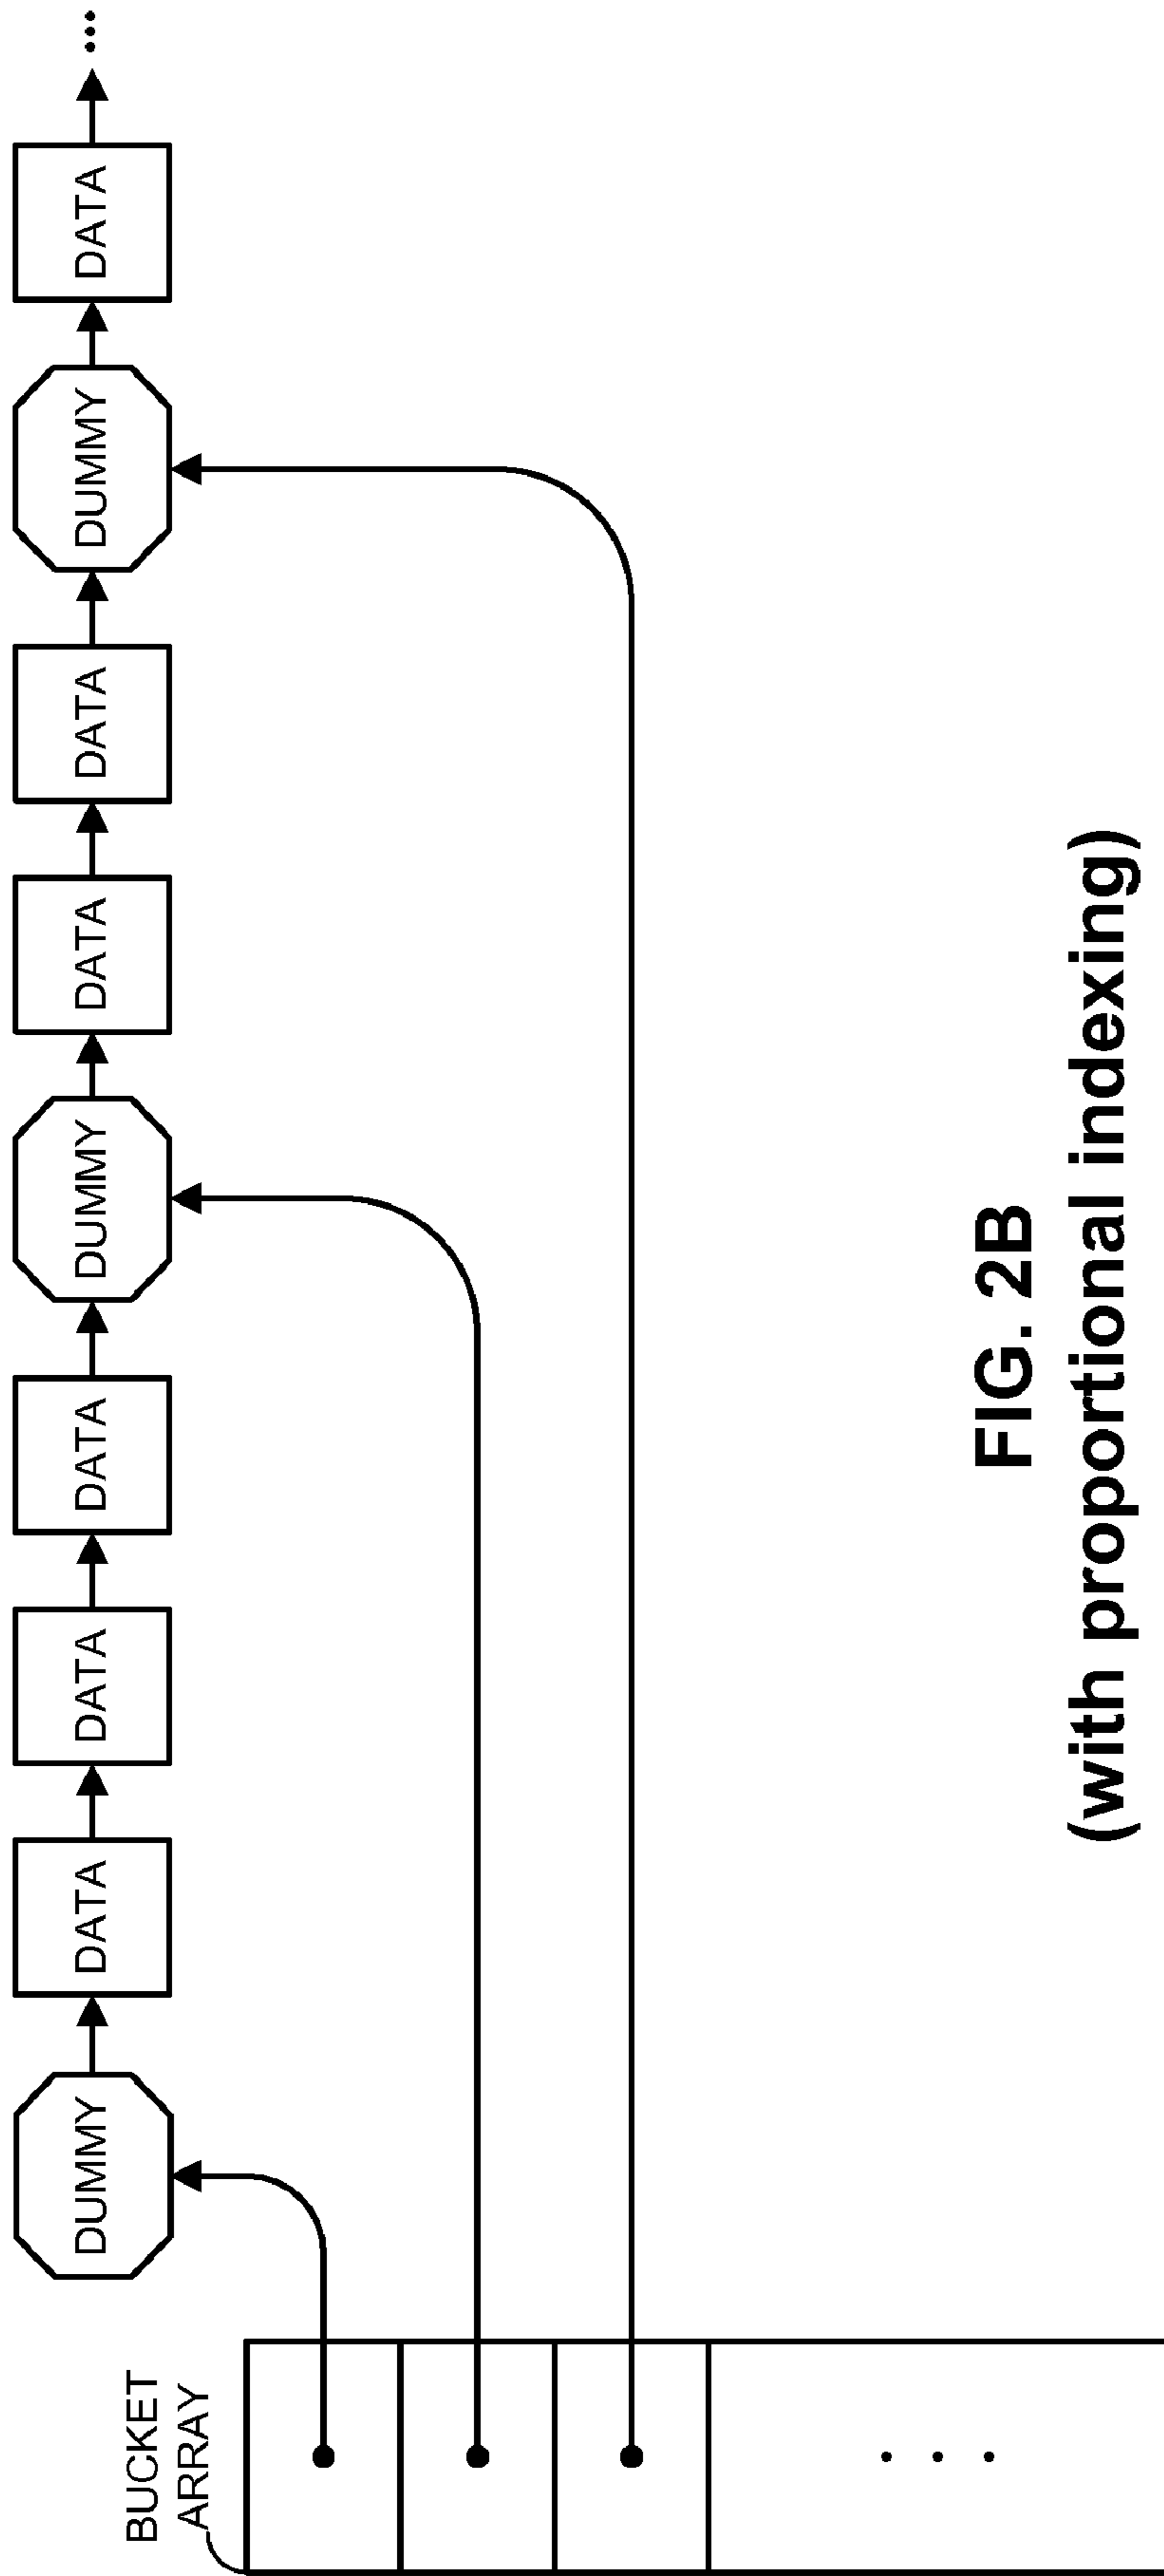 BUCKET
ARRAY
DUMMY
DATA
DATA
DATA
DUMMY
DATA
DATA
DUMMY
DATA
...
. . .
FIG. 2B
(with proportional indexing)